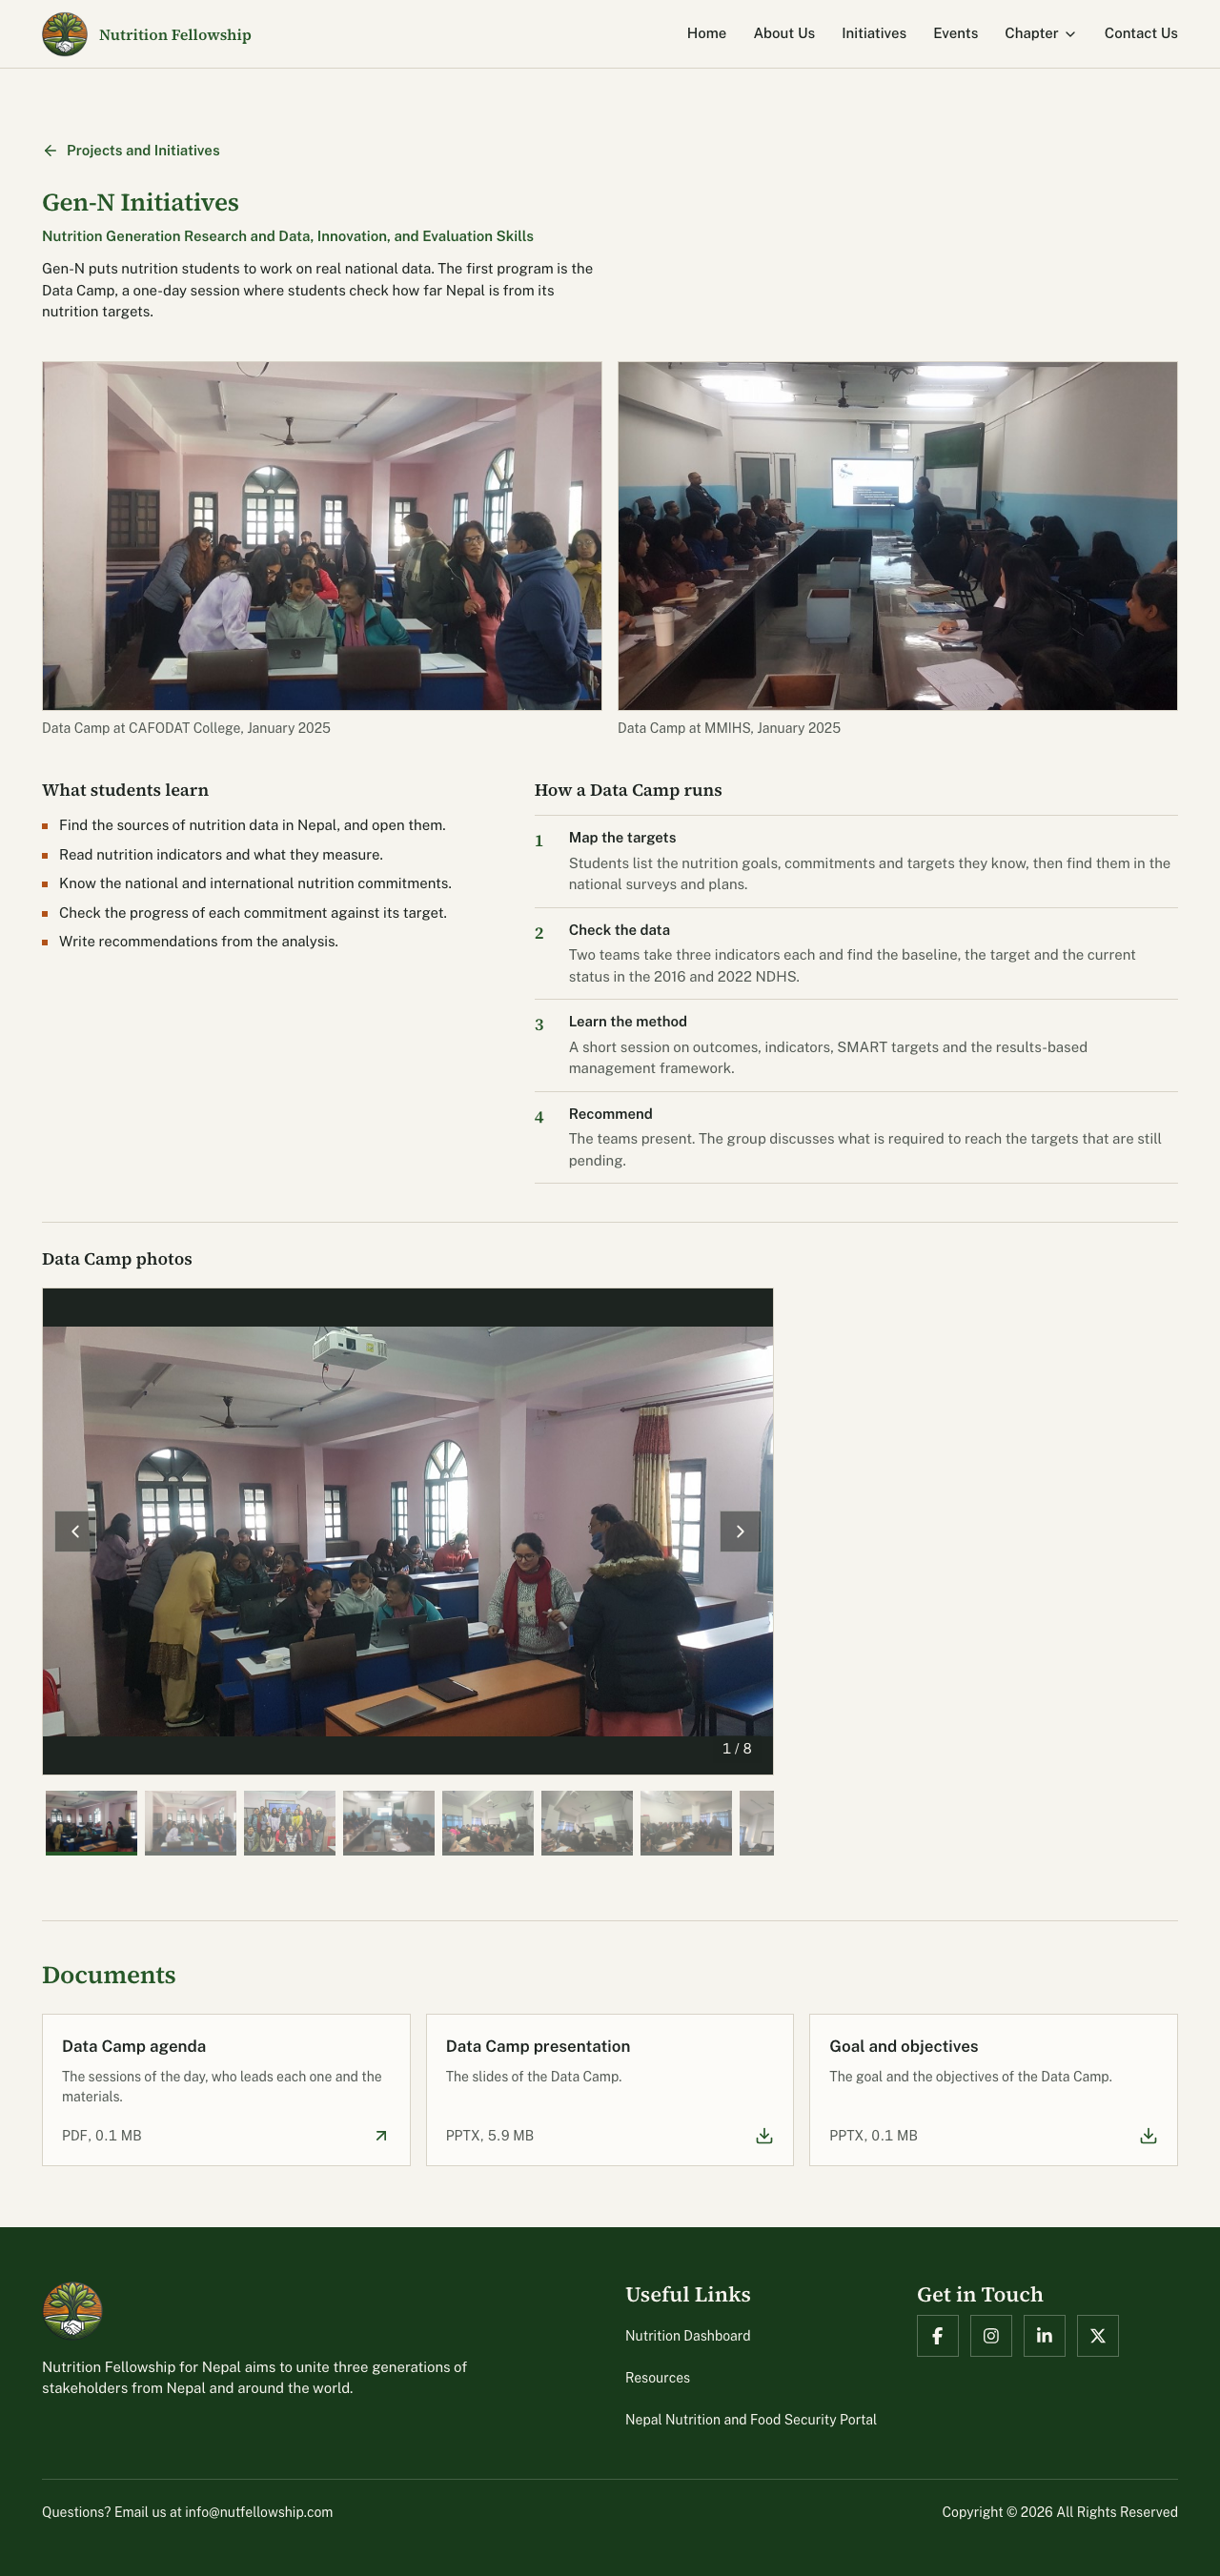 Nutrition Fellowship
Home
About Us
Initiatives
Events
Chapter
Contact Us
Projects and Initiatives
Gen-N Initiatives
Nutrition Generation Research and Data, Innovation, and Evaluation Skills
Gen-N puts nutrition students to work on real national data. The first program is the
Data Camp, a one-day session where students check how far Nepal is from its
nutrition targets.
Data Camp at CAFODAT College, January 2025
Data Camp at MMIHS, January 2025
What students learn
Find the sources of nutrition data in Nepal, and open them.
Read nutrition indicators and what they measure.
Know the national and international nutrition commitments.
Check the progress of each commitment against its target.
Write recommendations from the analysis.
How a Data Camp runs
1
Map the targets
Students list the nutrition goals, commitments and targets they know, then find them in the
national surveys and plans.
2
Check the data
Two teams take three indicators each and find the baseline, the target and the current
status in the 2016 and 2022 NDHS.
3
Learn the method
A short session on outcomes, indicators, SMART targets and the results-based
management framework.
4
Recommend
The teams present. The group discusses what is required to reach the targets that are still
pending.
Data Camp photos
1 / 8
Documents
Data Camp agenda
The sessions of the day, who leads each one and the
materials.
PDF, 0.1 MB
Data Camp presentation
The slides of the Data Camp.
PPTX, 5.9 MB
Goal and objectives
The goal and the objectives of the Data Camp.
PPTX, 0.1 MB
Nutrition Fellowship for Nepal aims to unite three generations of
stakeholders from Nepal and around the world.
Useful Links
Nutrition Dashboard
Resources
Nepal Nutrition and Food Security Portal
Get in Touch
Questions? Email us at info@nutfellowship.com
Copyright © 2026 All Rights Reserved